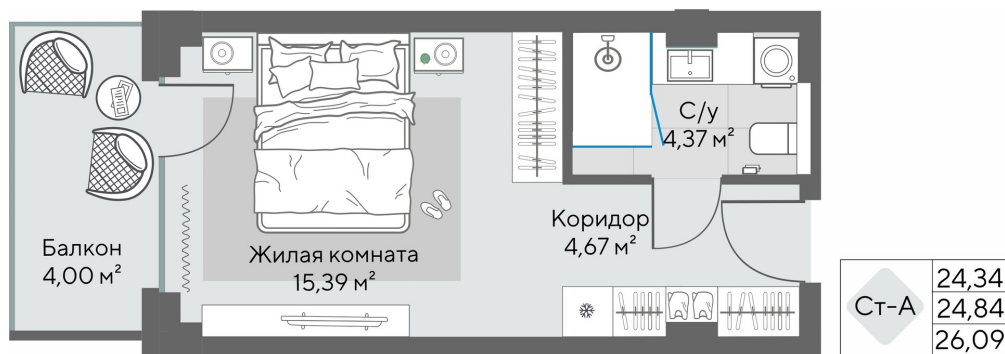 С/у
4,37 м²
Коридор
4,67 м²
Балкон
4,00 м²
Жилая комната
15,39 м²
Ст-А
24,34
24,84
26,09